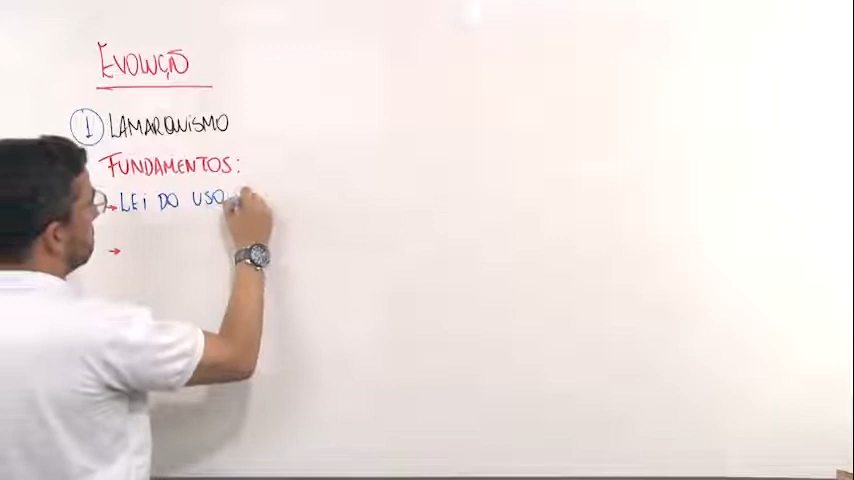 EVOLUÇÃO
1 LAMARQUISMO
FUNDAMENTOS:
→ LEI DO USO
→